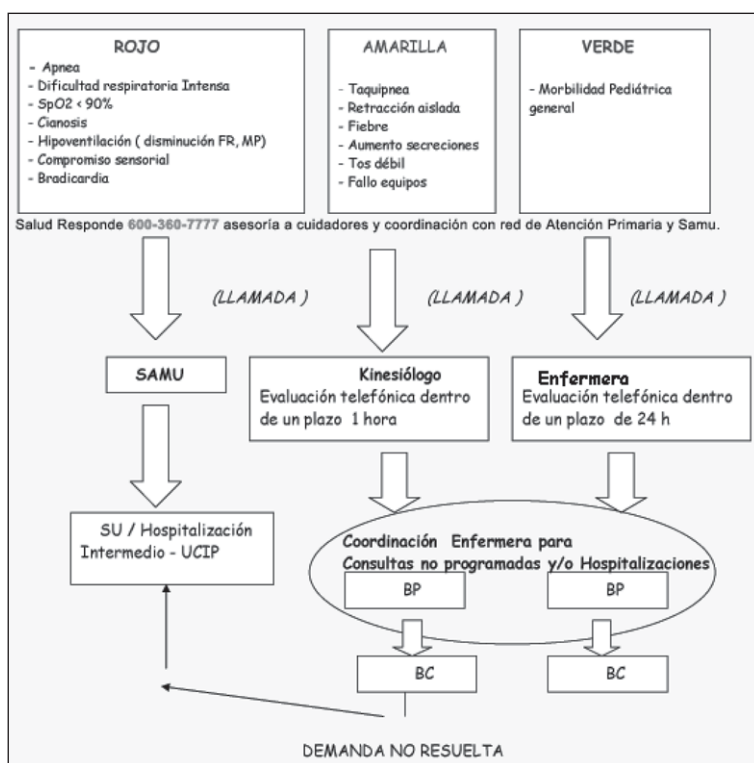 ROJO
- Apnea
- Dificultad respiratoria Intensa
- SpO2 < 90%
- Cianosis
- Hipoventilación ( disminución FR, MP)
- Compromiso sensorial
- Bradicardia
AMARILLA
- Taquipnea
- Retracción aislada
- Fiebre
- Aumento secreciones
- Tos débil
- Fallo equipos
VERDE
- Morbilidad Pediátrica
general
Salud Responde 600-360-7777 asesoría a cuidadores y coordinación con red de Atención Primaria y Samu.
(LLAMADA )
(LLAMADA )
(LLAMADA )
SAMU
Kinesiólogo
Evaluación telefónica dentro
de un plazo 1 hora
Enfermera
Evaluación telefónica dentro
de un plazo de 24 h
SU / Hospitalización
Intermedio - UCIP
Coordinación Enfermera para
Consultas no programadas y/o Hospitalizaciones
BP
BP
BC
BC
DEMANDA NO RESUELTA